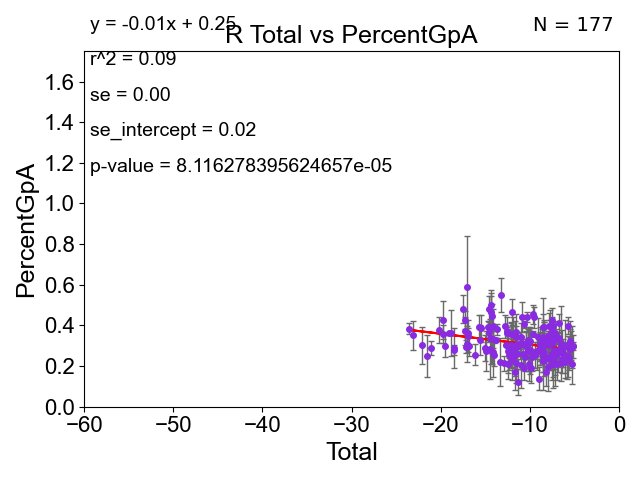 y = -0.01x + 0.25
N = 177
R Total vs PercentGpA
r^2 = 0.09
se = 0.00
se_intercept = 0.02
p-value = 8.116278395624657e-05
PercentGpA
1.6
1.4
1.2
1.0
0.8
0.6
0.4
0.2
0.0
−60 −50 −40 −30 −20 −10 0
Total